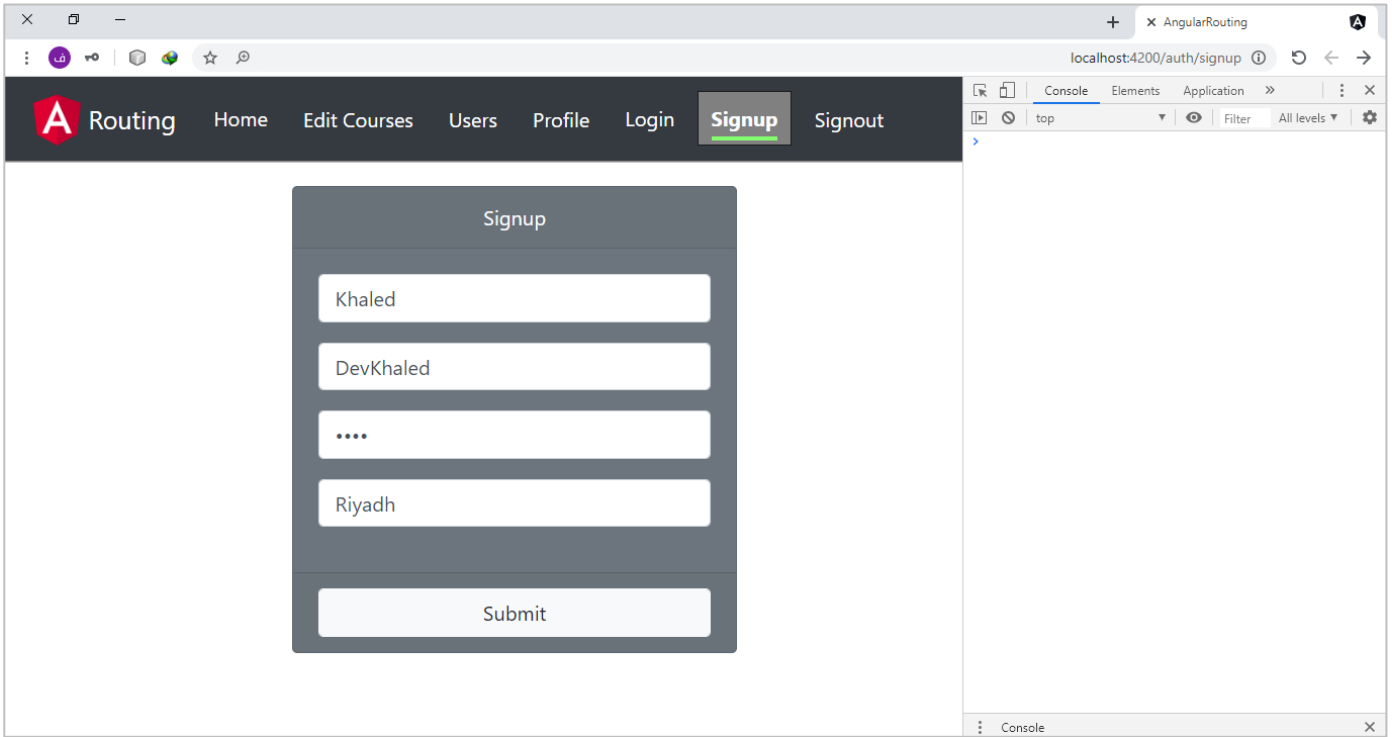 AngularRouting
localhost:4200/auth/signup
ف
Routing Home Edit Courses Users Profile Login Signup Signout
Console Elements Application »
top Filter All levels
Signup
Khaled
DevKhaled
••••
Riyadh
Submit
Console